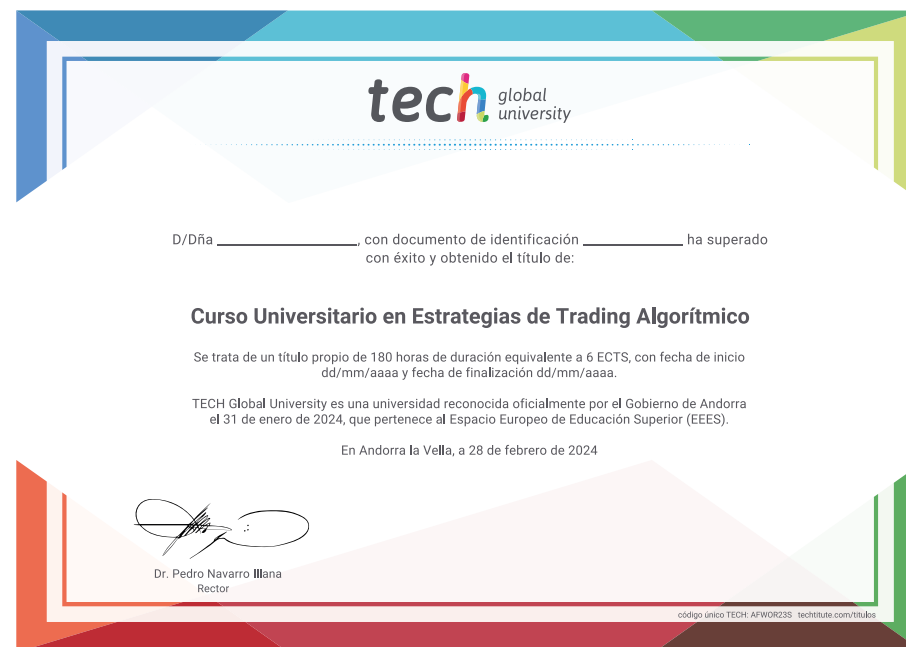 tech global university
D/Dña ____________________, con documento de identificación ______________ ha superado
con éxito y obtenido el título de:
Curso Universitario en Estrategias de Trading Algorítmico
Se trata de un título propio de 180 horas de duración equivalente a 6 ECTS, con fecha de inicio
dd/mm/aaaa y fecha de finalización dd/mm/aaaa.
TECH Global University es una universidad reconocida oficialmente por el Gobierno de Andorra
el 31 de enero de 2024, que pertenece al Espacio Europeo de Educación Superior (EEES).
En Andorra la Vella, a 28 de febrero de 2024
Dr. Pedro Navarro Illana
Rector
código único TECH: AFWOR23S techtitute.com/titulos